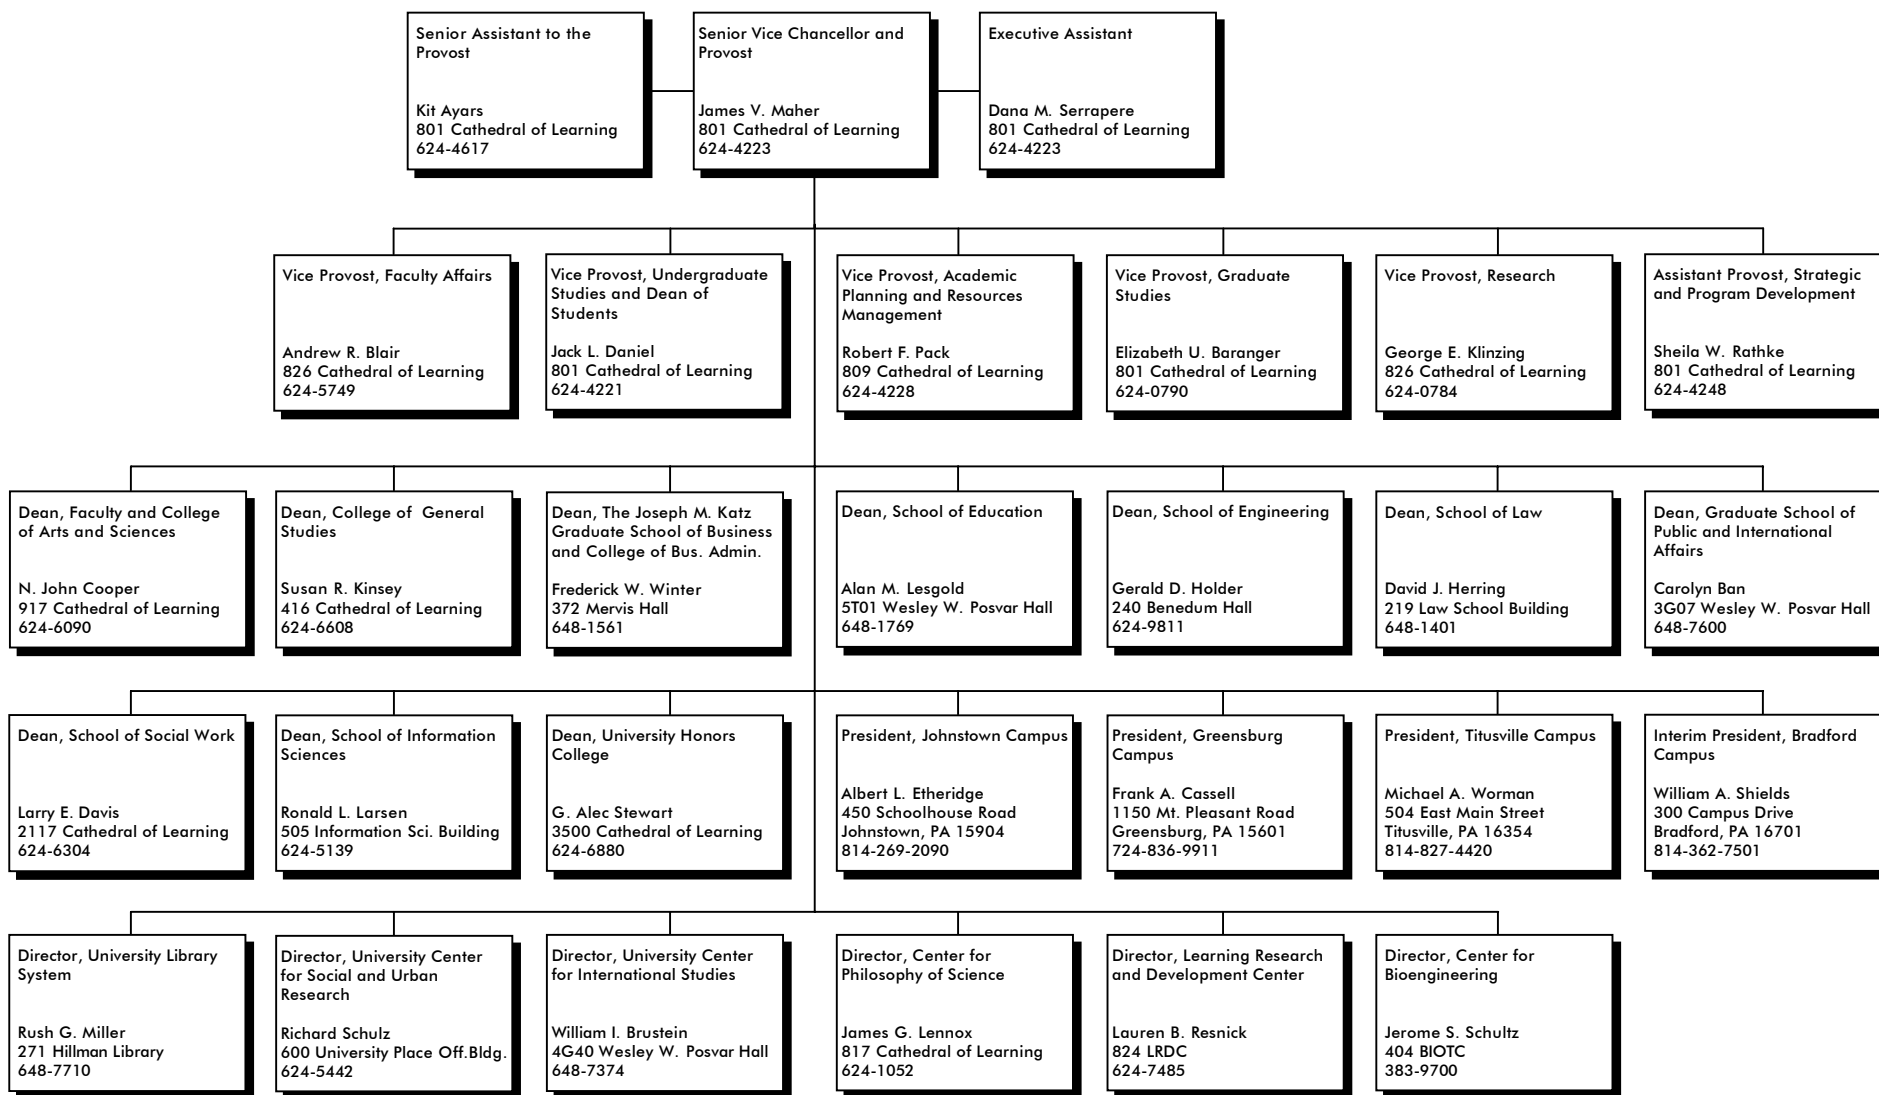 Senior Assistant to the
Provost
Kit Ayars
801 Cathedral of Learning
624-4617
Senior Vice Chancellor and
Provost
James V. Maher
801 Cathedral of Learning
624-4223
Executive Assistant
Dana M. Serrapere
801 Cathedral of Learning
624-4223
Vice Provost, Faculty Affairs
Andrew R. Blair
826 Cathedral of Learning
624-5749
Vice Provost, Undergraduate
Studies and Dean of
Students
Jack L. Daniel
801 Cathedral of Learning
624-4221
Vice Provost, Academic
Planning and Resources
Management
Robert F. Pack
809 Cathedral of Learning
624-4228
Vice Provost, Graduate
Studies
Elizabeth U. Baranger
801 Cathedral of Learning
624-0790
Vice Provost, Research
George E. Klinzing
826 Cathedral of Learning
624-0784
Assistant Provost, Strategic
and Program Development
Sheila W. Rathke
801 Cathedral of Learning
624-4248
Dean, Faculty and College
of Arts and Sciences
N. John Cooper
917 Cathedral of Learning
624-6090
Dean, College of General
Studies
Susan R. Kinsey
416 Cathedral of Learning
624-6608
Dean, The Joseph M. Katz
Graduate School of Business
and College of Bus. Admin.
Frederick W. Winter
372 Mervis Hall
648-1561
Dean, School of Education
Alan M. Lesgold
5T01 Wesley W. Posvar Hall
648-1769
Dean, School of Engineering
Gerald D. Holder
240 Benedum Hall
624-9811
Dean, School of Law
David J. Herring
219 Law School Building
648-1401
Dean, Graduate School of
Public and International
Affairs
Carolyn Ban
3G07 Wesley W. Posvar Hall
648-7600
Dean, School of Social Work
Larry E. Davis
2117 Cathedral of Learning
624-6304
Dean, School of Information
Sciences
Ronald L. Larsen
505 Information Sci. Building
624-5139
Dean, University Honors
College
G. Alec Stewart
3500 Cathedral of Learning
624-6880
President, Johnstown Campus
Albert L. Etheridge
450 Schoolhouse Road
Johnstown, PA 15904
814-269-2090
President, Greensburg
Campus
Frank A. Cassell
1150 Mt. Pleasant Road
Greensburg, PA 15601
724-836-9911
President, Titusville Campus
Michael A. Worman
504 East Main Street
Titusville, PA 16354
814-827-4420
Interim President, Bradford
Campus
William A. Shields
300 Campus Drive
Bradford, PA 16701
814-362-7501
Director, University Library
System
Rush G. Miller
271 Hillman Library
648-7710
Director, University Center
for Social and Urban
Research
Richard Schulz
600 University Place Off.Bldg.
624-5442
Director, University Center
for International Studies
William I. Brustein
4G40 Wesley W. Posvar Hall
648-7374
Director, Center for
Philosophy of Science
James G. Lennox
817 Cathedral of Learning
624-1052
Director, Learning Research
and Development Center
Lauren B. Resnick
824 LRDC
624-7485
Director, Center for
Bioengineering
Jerome S. Schultz
404 BIOTC
383-9700